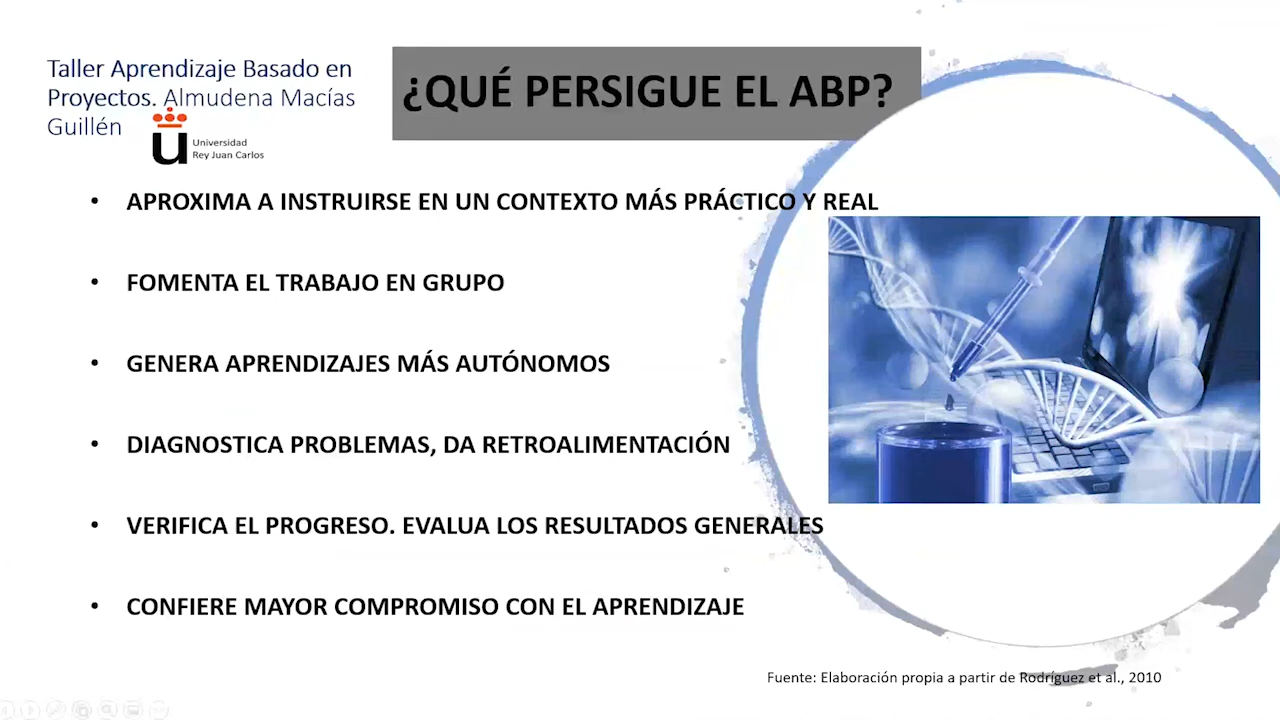 Taller Aprendizaje Basado en
Proyectos. Almudena Macías
Guillén
Universidad
Rey Juan Carlos
¿QUÉ PERSIGUE EL ABP?
• APROXIMA A INSTRUIRSE EN UN CONTEXTO MÁS PRÁCTICO Y REAL
• FOMENTA EL TRABAJO EN GRUPO
• GENERA APRENDIZAJES MÁS AUTÓNOMOS
• DIAGNOSTICA PROBLEMAS, DA RETROALIMENTACIÓN
• VERIFICA EL PROGRESO. EVALUA LOS RESULTADOS GENERALES
• CONFIERE MAYOR COMPROMISO CON EL APRENDIZAJE
Fuente: Elaboración propia a partir de Rodríguez et al., 2010